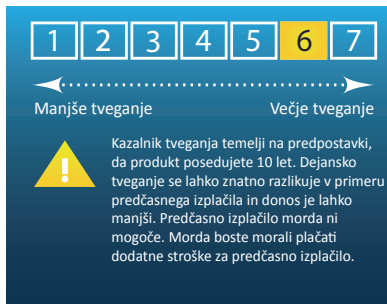 1 2 3 4 5 6 7
Manjše tveganje Večje tveganje
Kazalnik tveganja temelji na predpostavki,
da produkt posedujete 10 let. Dejansko
tveganje se lahko znatno razlikuje v primeru
predčasnega izplačila in donos je lahko
manjši. Predčasno izplačilo morda ni
mogoče. Morda boste morali plačati
dodatne stroške za predčasno izplačilo.